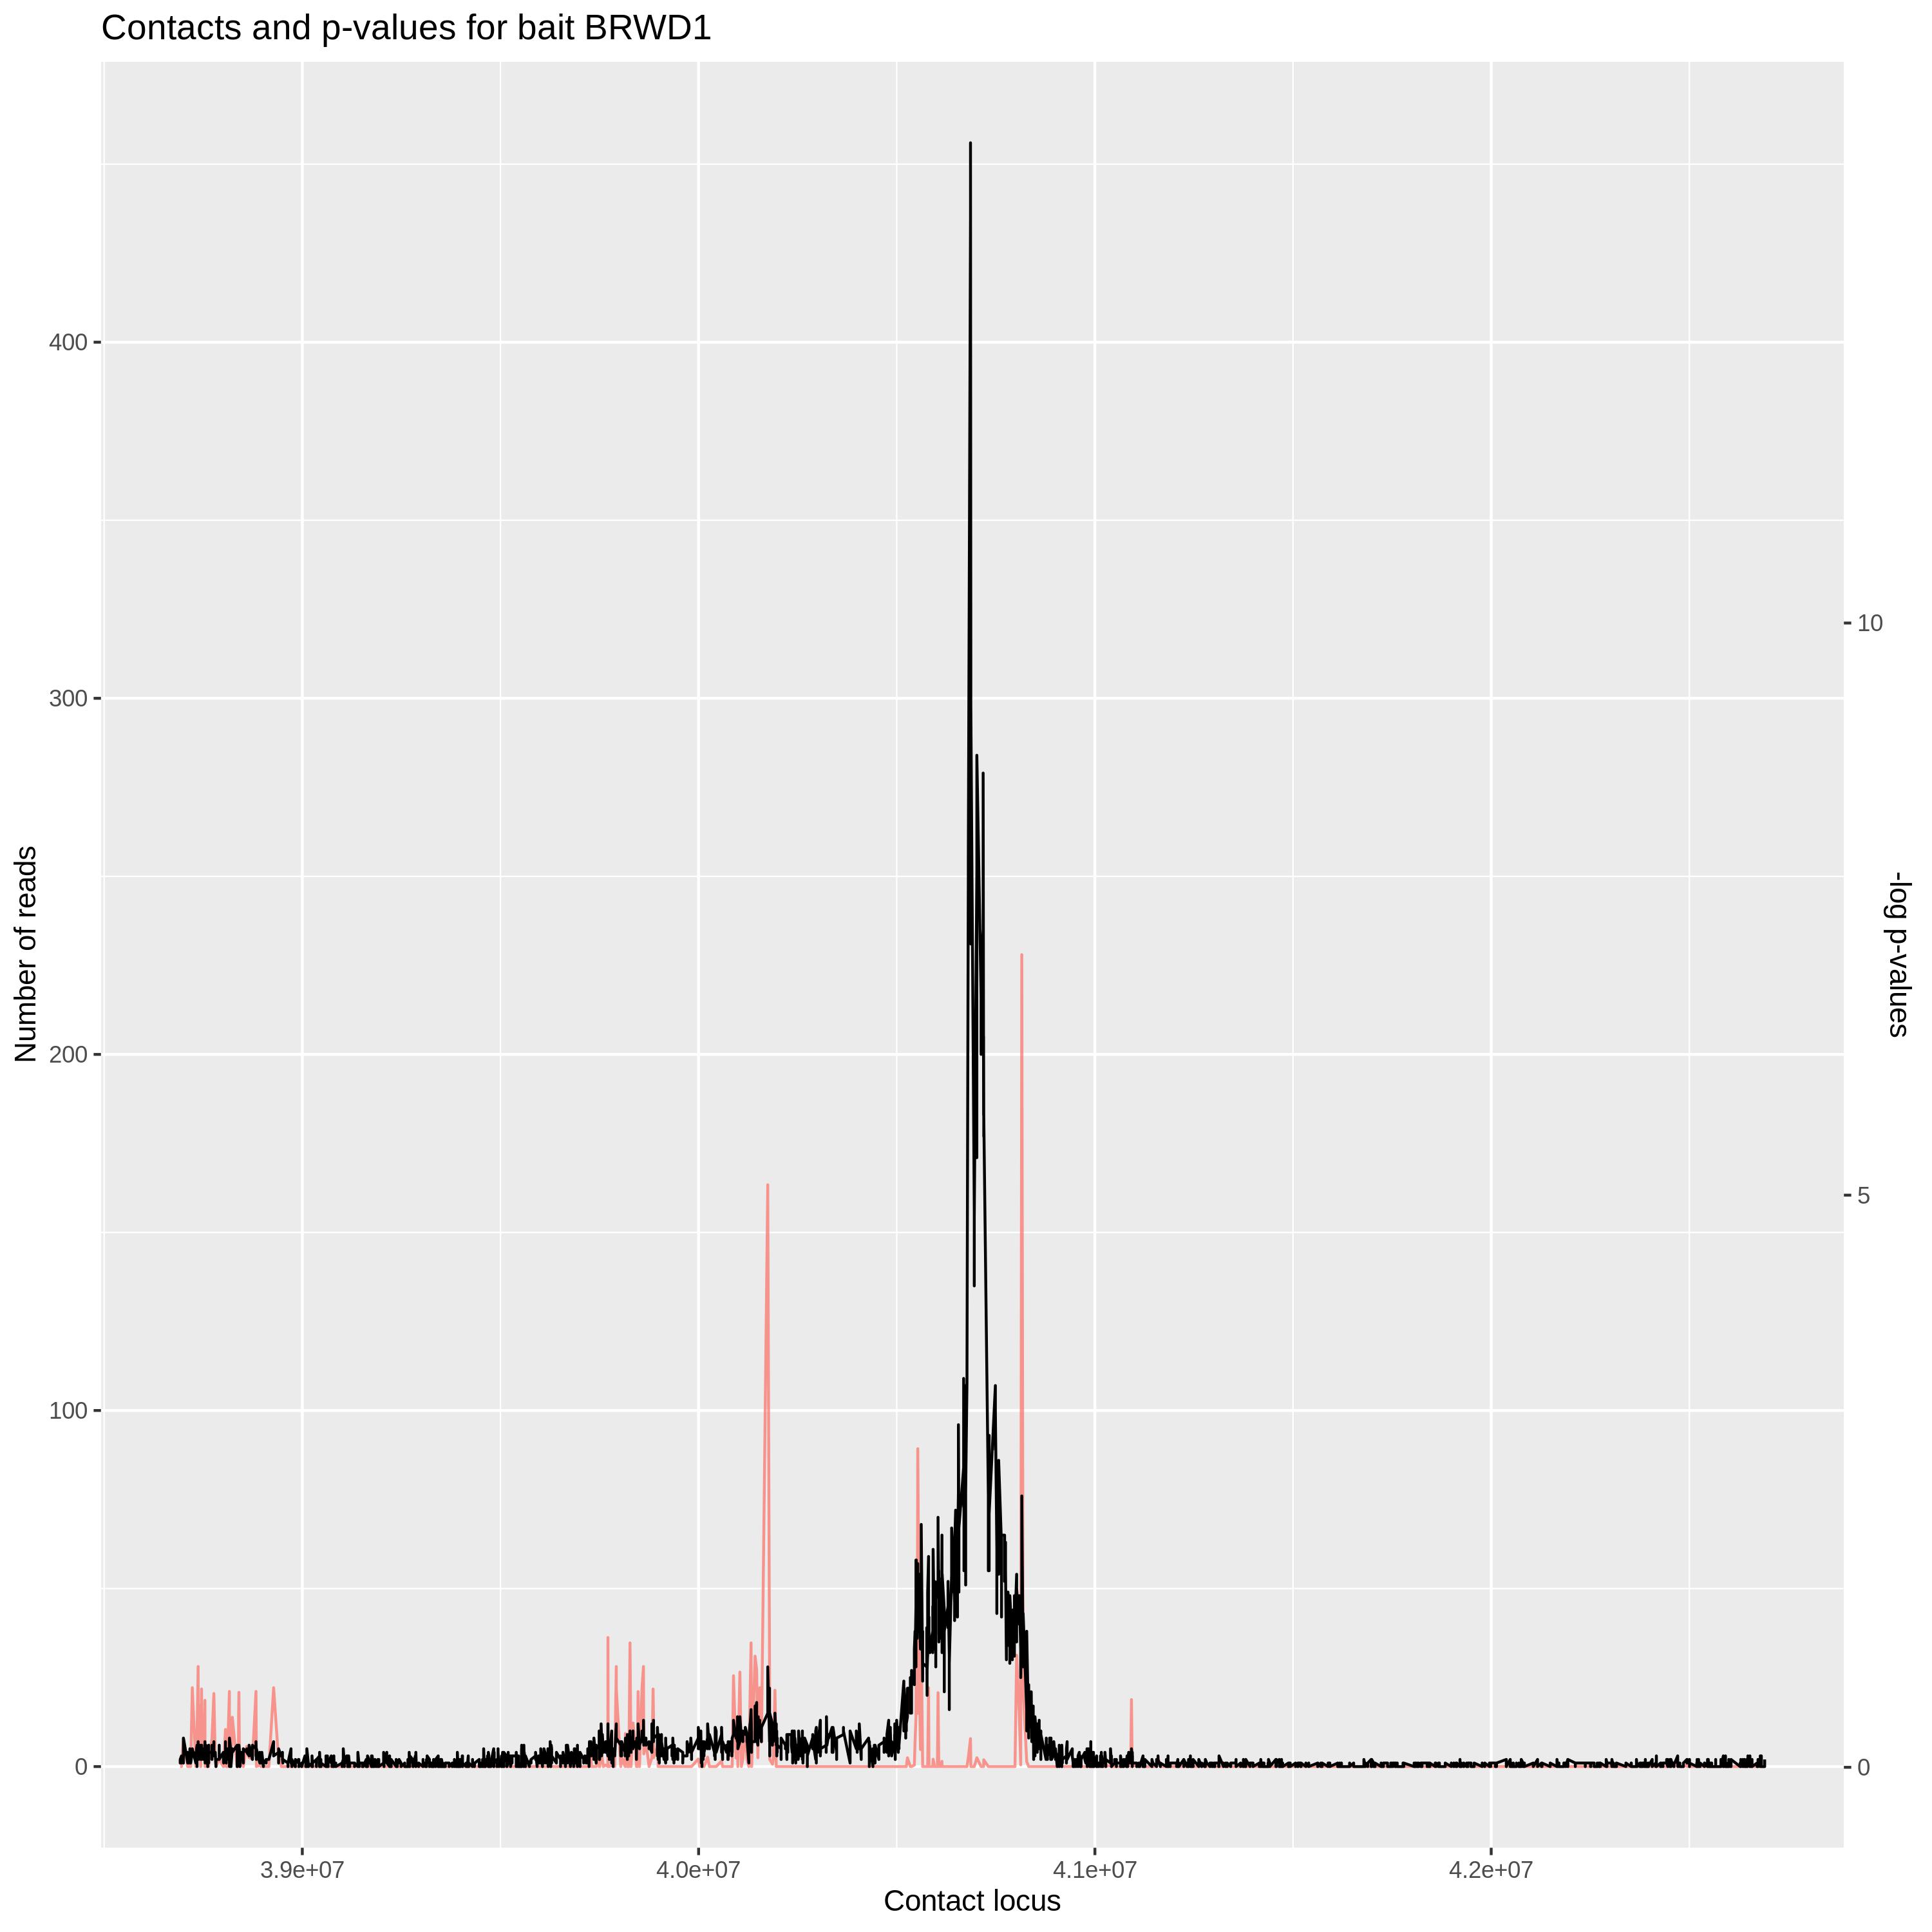 Contacts and p-values for bait BRWD1
Number of reads
400
300
200
100
0
10
5
0
-log p-values
3.9e+07
4.0e+07
4.1e+07
4.2e+07
Contact locus